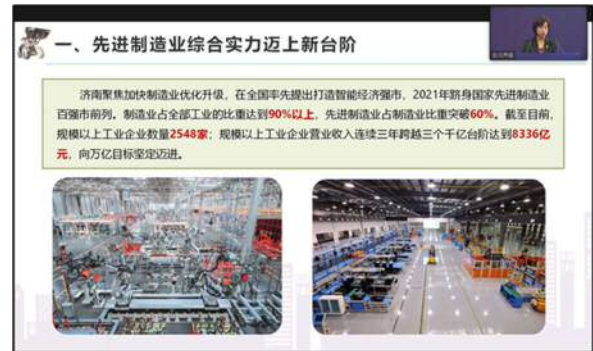 一、先进制造业综合实力迈上新台阶
济南聚焦加快制造业优化升级，在全国率先提出打造智能经济强市，2021年跻身国家先进制造业
百强市前列。制造业占全部工业的比重达到90%以上，先进制造业占制造业比重突破60%。截至目前，
规模以上工业企业数量2548家；规模以上工业企业营业收入连续三年跨越三个千亿台阶达到8336亿
元，向万亿目标坚定迈进。